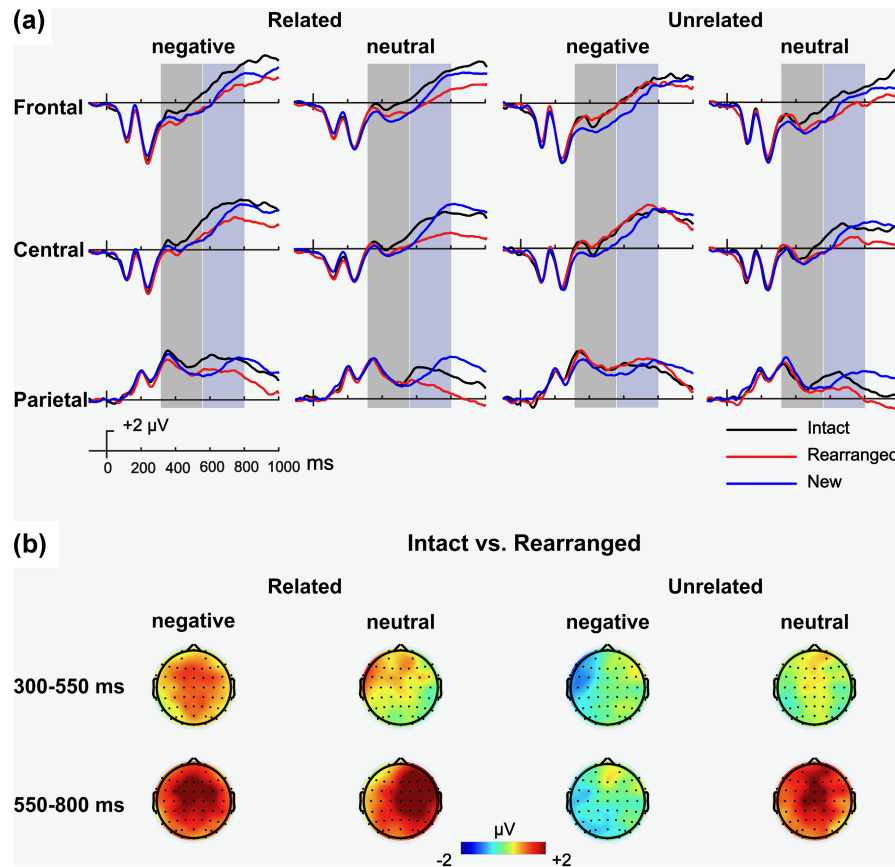 (a)
Related Unrelated
negative neutral negative neutral
Frontal
Central
Parietal
+2 µV
0 200 400 600 800 1000 ms
Intact
Rearranged
New
(b)
Intact vs. Rearranged
Related Unrelated
negative neutral negative neutral
300-550 ms
550-800 ms
µV
-2 +2